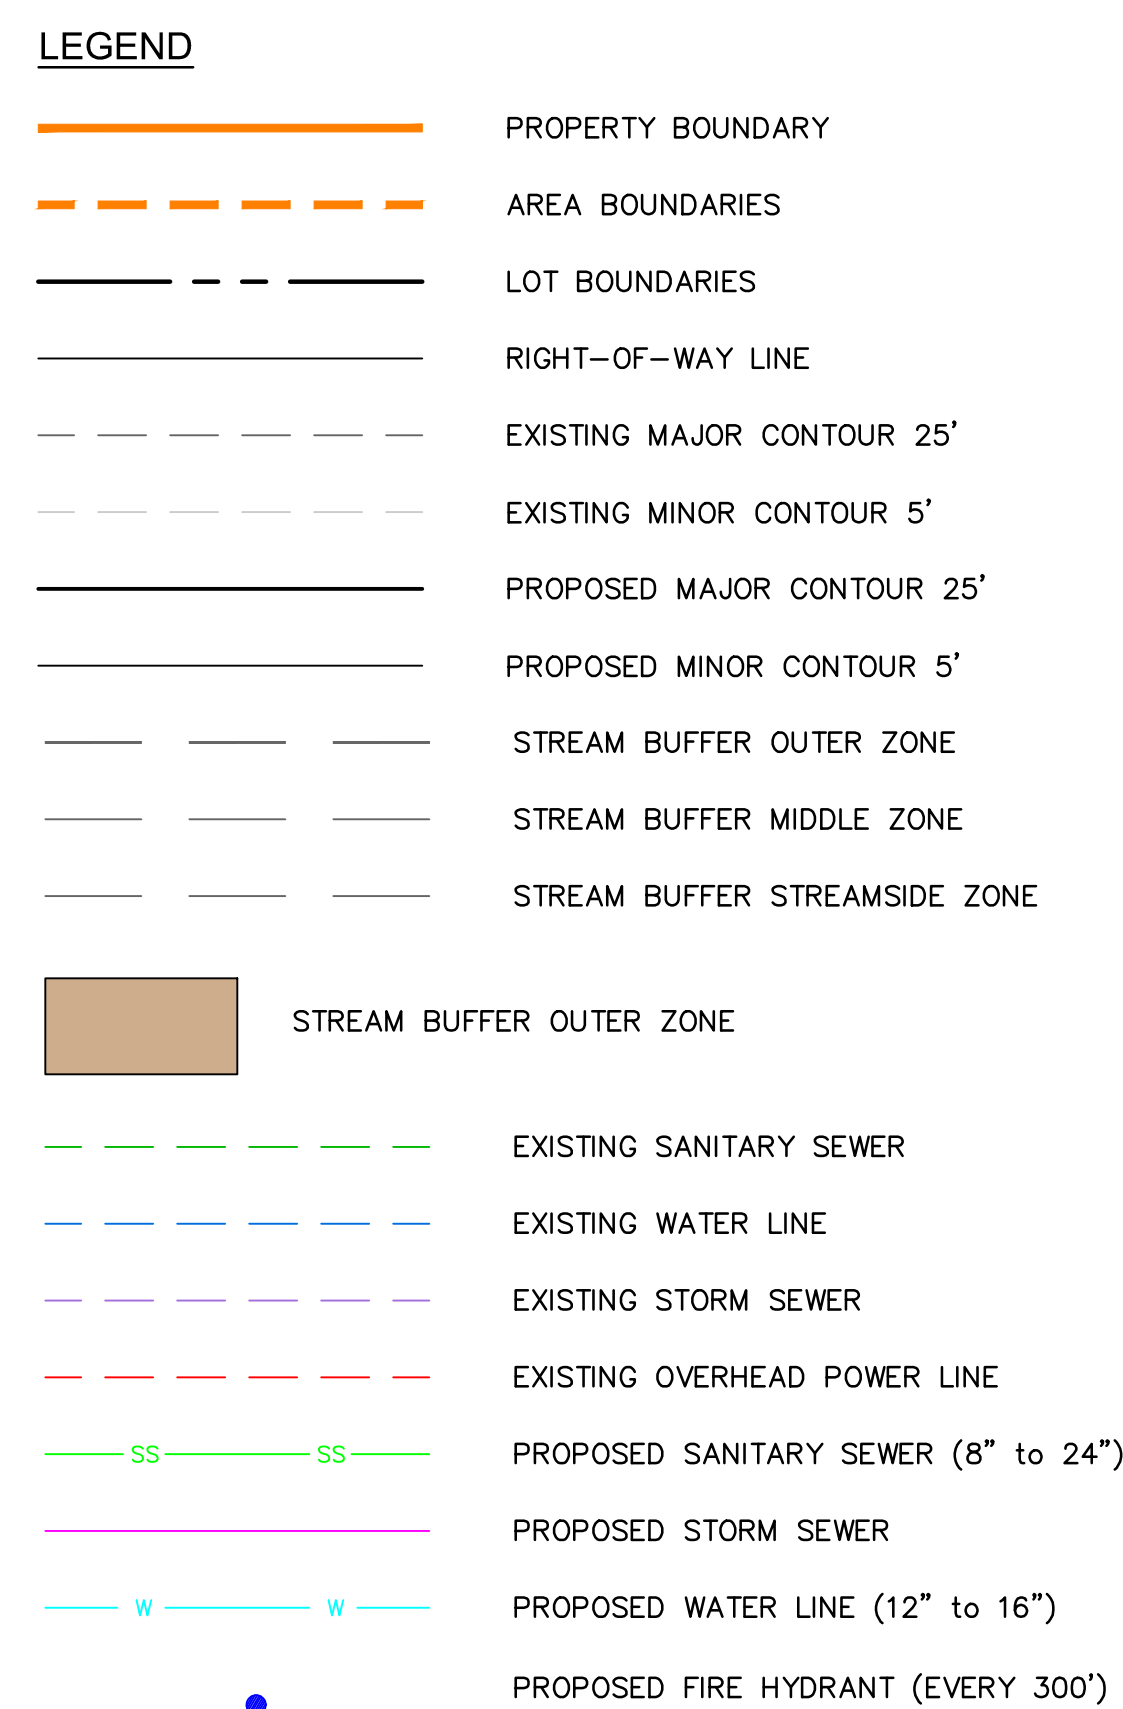 LEGEND
PROPERTY BOUNDARY
AREA BOUNDARIES
LOT BOUNDARIES
RIGHT-OF-WAY LINE
EXISTING MAJOR CONTOUR 25'
EXISTING MINOR CONTOUR 5'
PROPOSED MAJOR CONTOUR 25'
PROPOSED MINOR CONTOUR 5'
STREAM BUFFER OUTER ZONE
STREAM BUFFER MIDDLE ZONE
STREAM BUFFER STREAMSIDE ZONE
STREAM BUFFER OUTER ZONE
EXISTING SANITARY SEWER
EXISTING WATER LINE
EXISTING STORM SEWER
EXISTING OVERHEAD POWER LINE
SS SS PROPOSED SANITARY SEWER (8" to 24")
PROPOSED STORM SEWER
W W PROPOSED WATER LINE (12" to 16")
PROPOSED FIRE HYDRANT (EVERY 300')